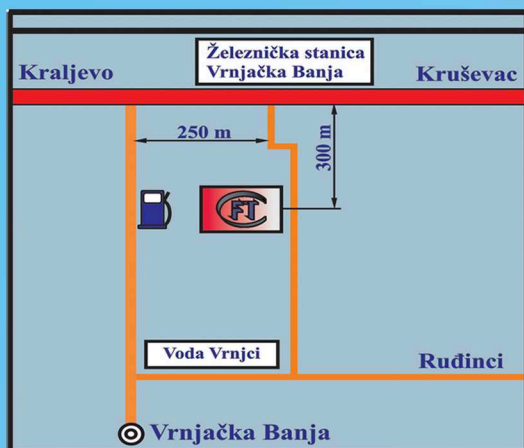 Železnička stanica
Vrnjačka Banja
Kraljevo
Kruševac
250 m
300 m
FT
Voda Vrnjci
Ruđinci
Vrnjačka Banja